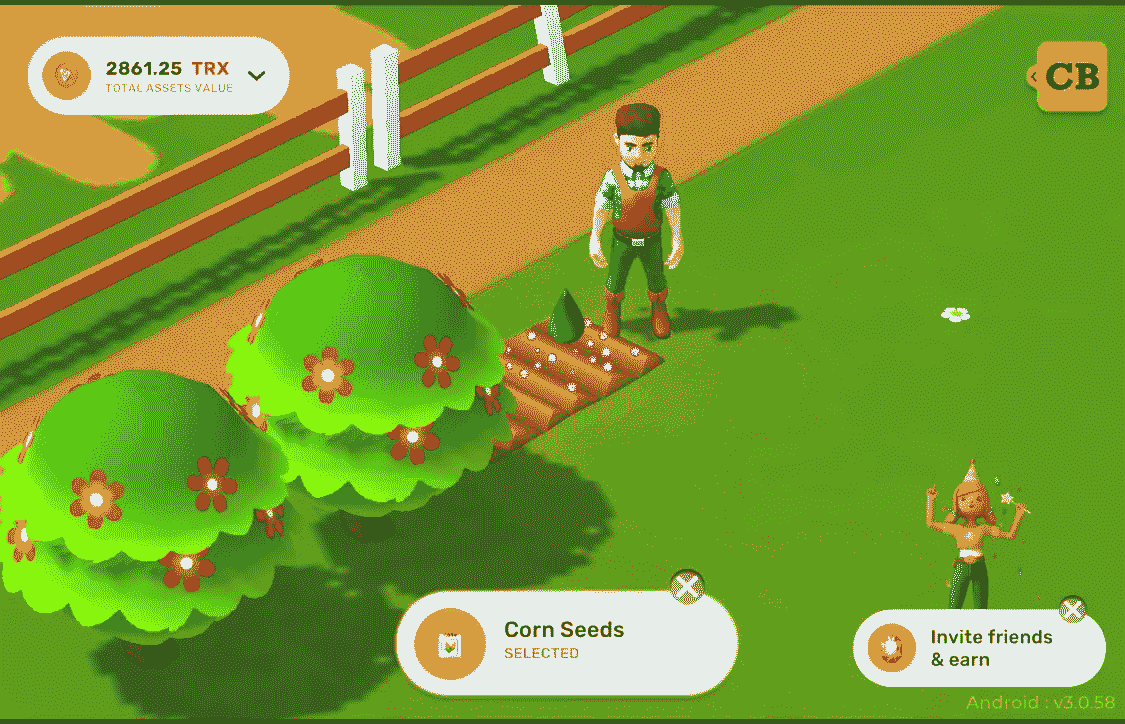 2861.25 TRX
TOTAL ASSETS VALUE
CB
Corn Seeds
SELECTED
Invite friends
& earn
Android : v3.0.58